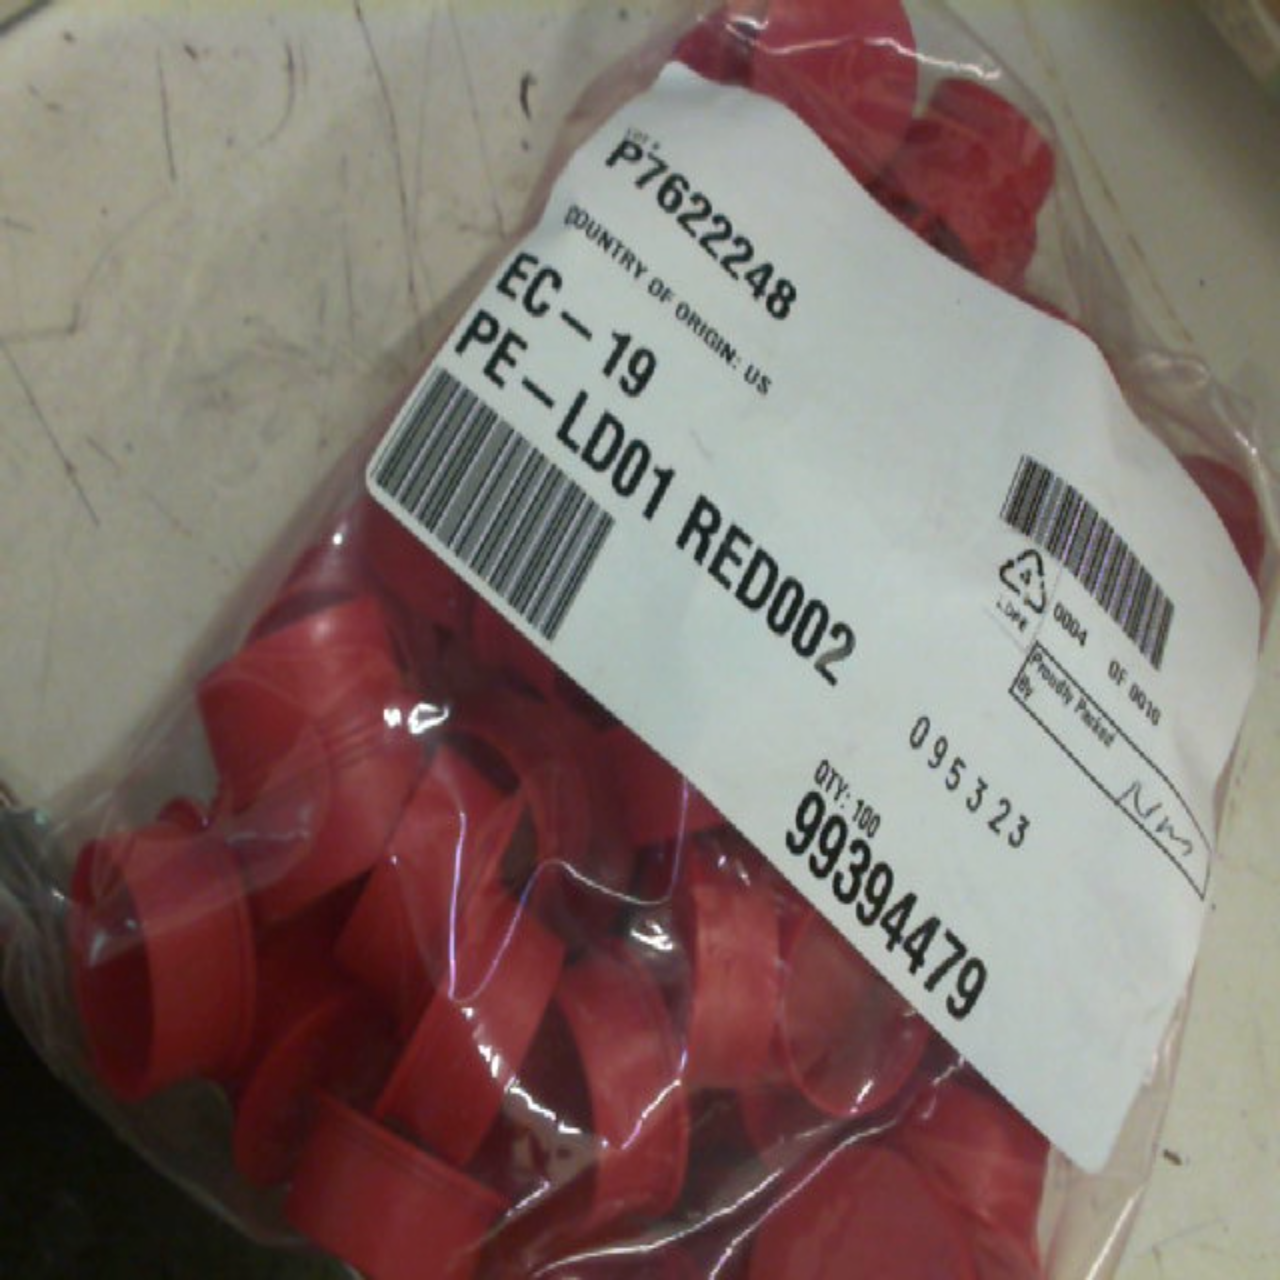 LOT #
P7622248
COUNTRY OF ORIGIN: US
EC-19
PE-LD01 RED002
4
LDPE
0004 OF 0010
Proudly Packed
By
095323
QTY: 100
99394479